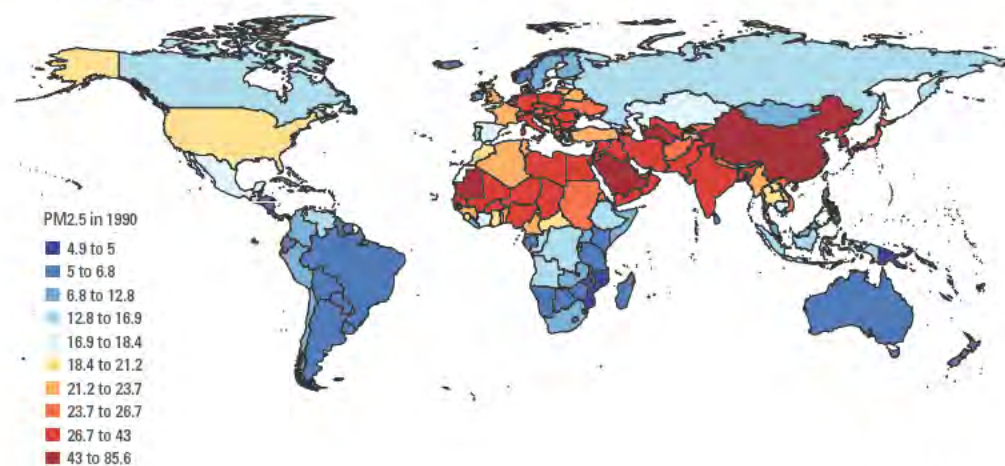 PM2.5 in 1990
4.9 to 5
5 to 6.8
6.8 to 12.8
12.8 to 16.9
16.9 to 18.4
18.4 to 21.2
21.2 to 23.7
23.7 to 26.7
26.7 to 43
43 to 85.6